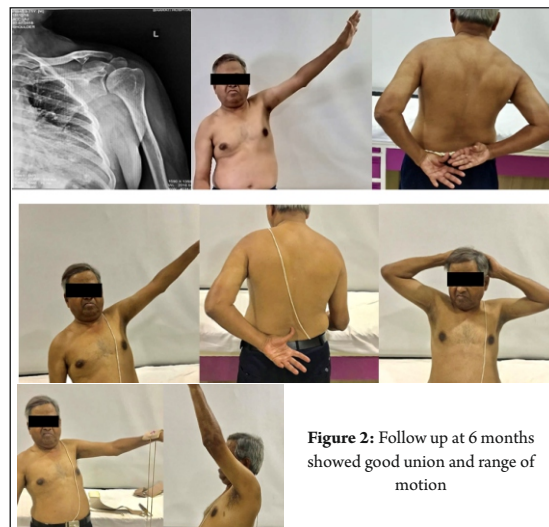 L
Figure 2: Follow up at 6 months
showed good union and range of
motion